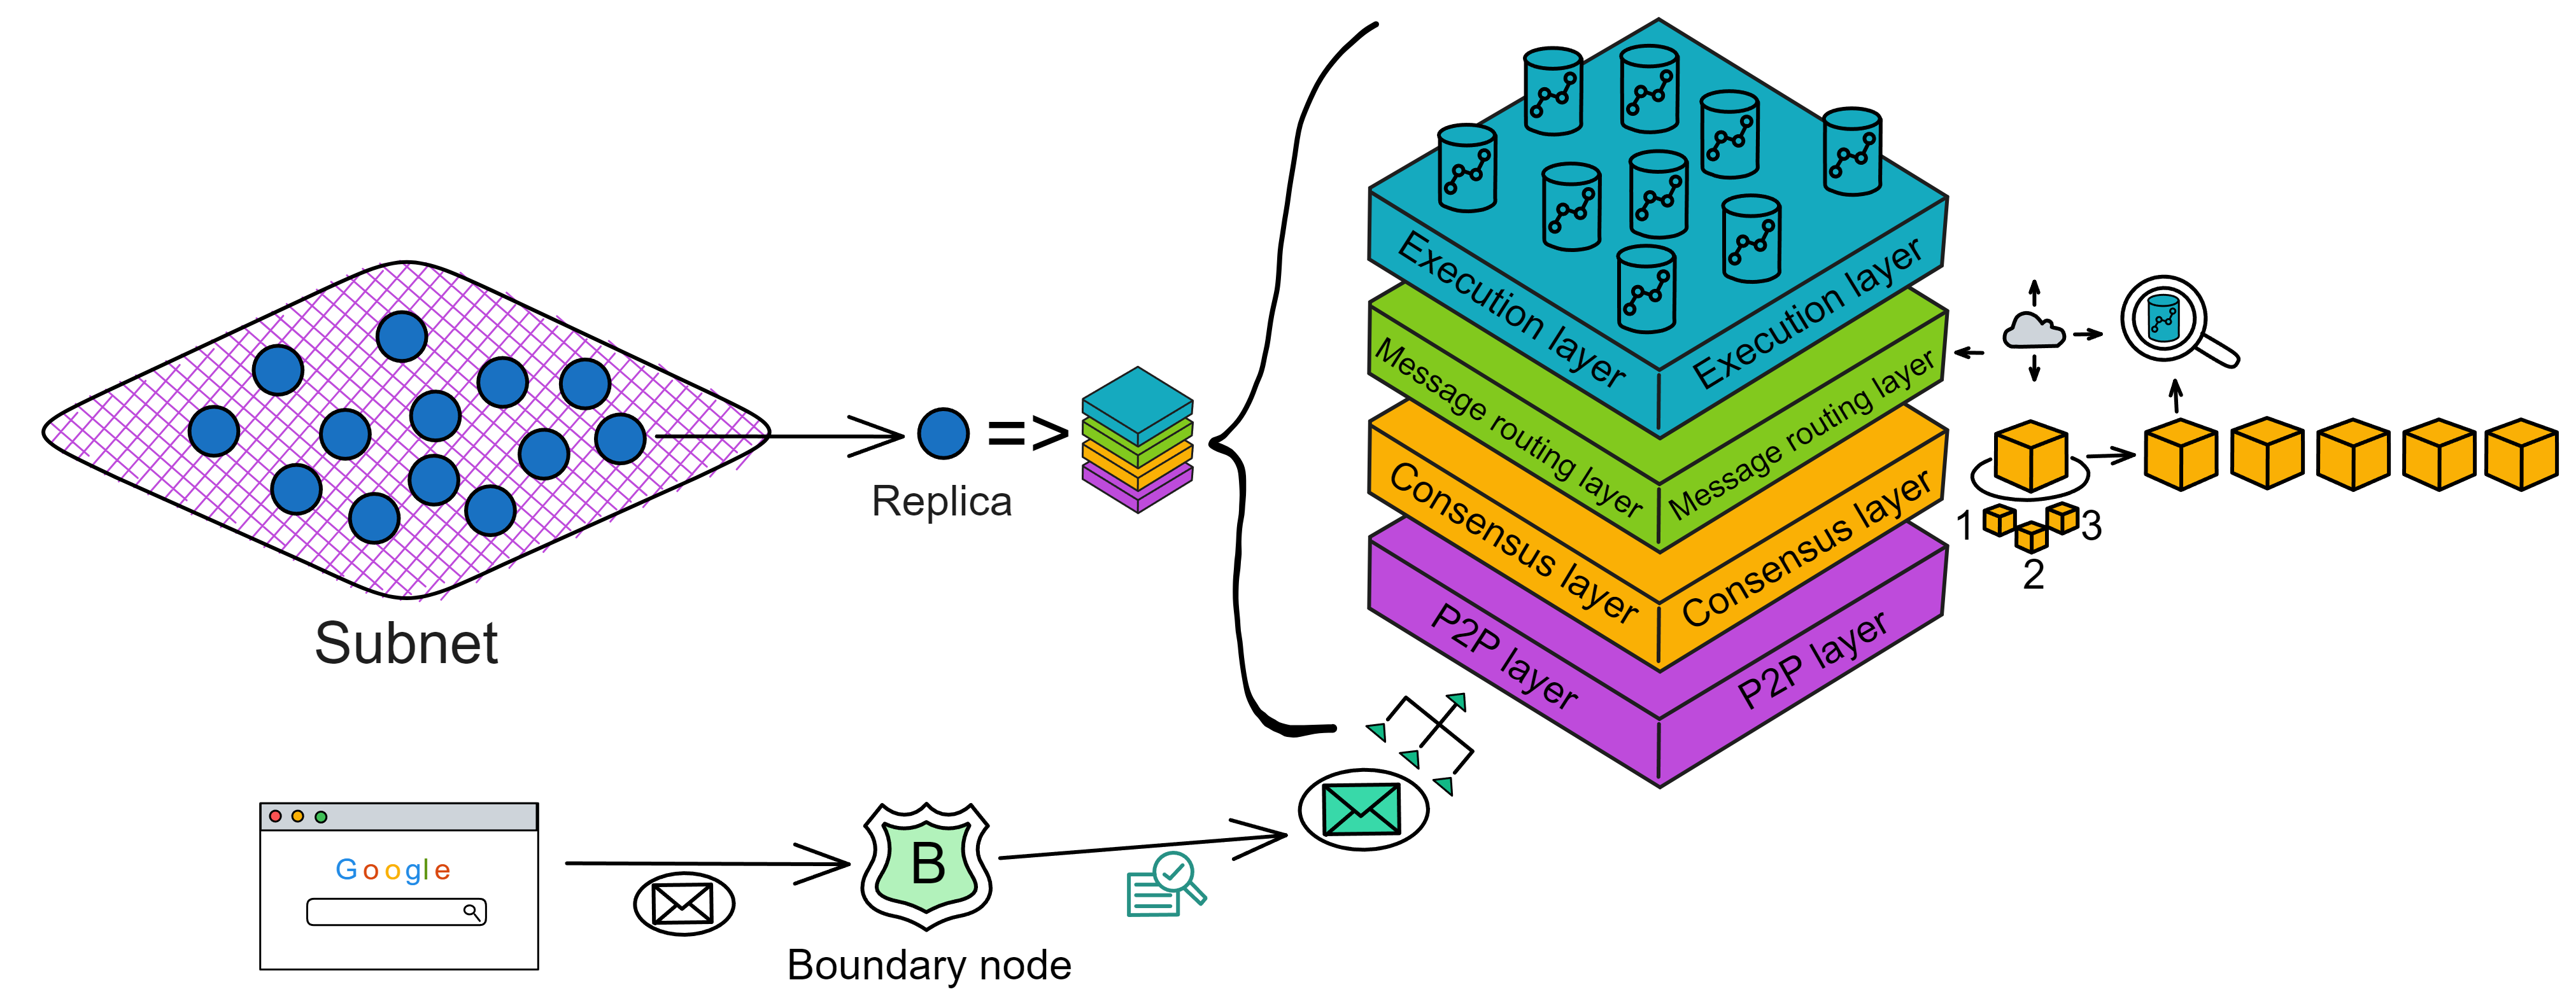 Execution layer
Execution layer
Message routing layer
Message routing layer
Consensus layer
Consensus layer
P2P layer
P2P layer
=>
Replica
Subnet
1
2
3
Google
B
Boundary node